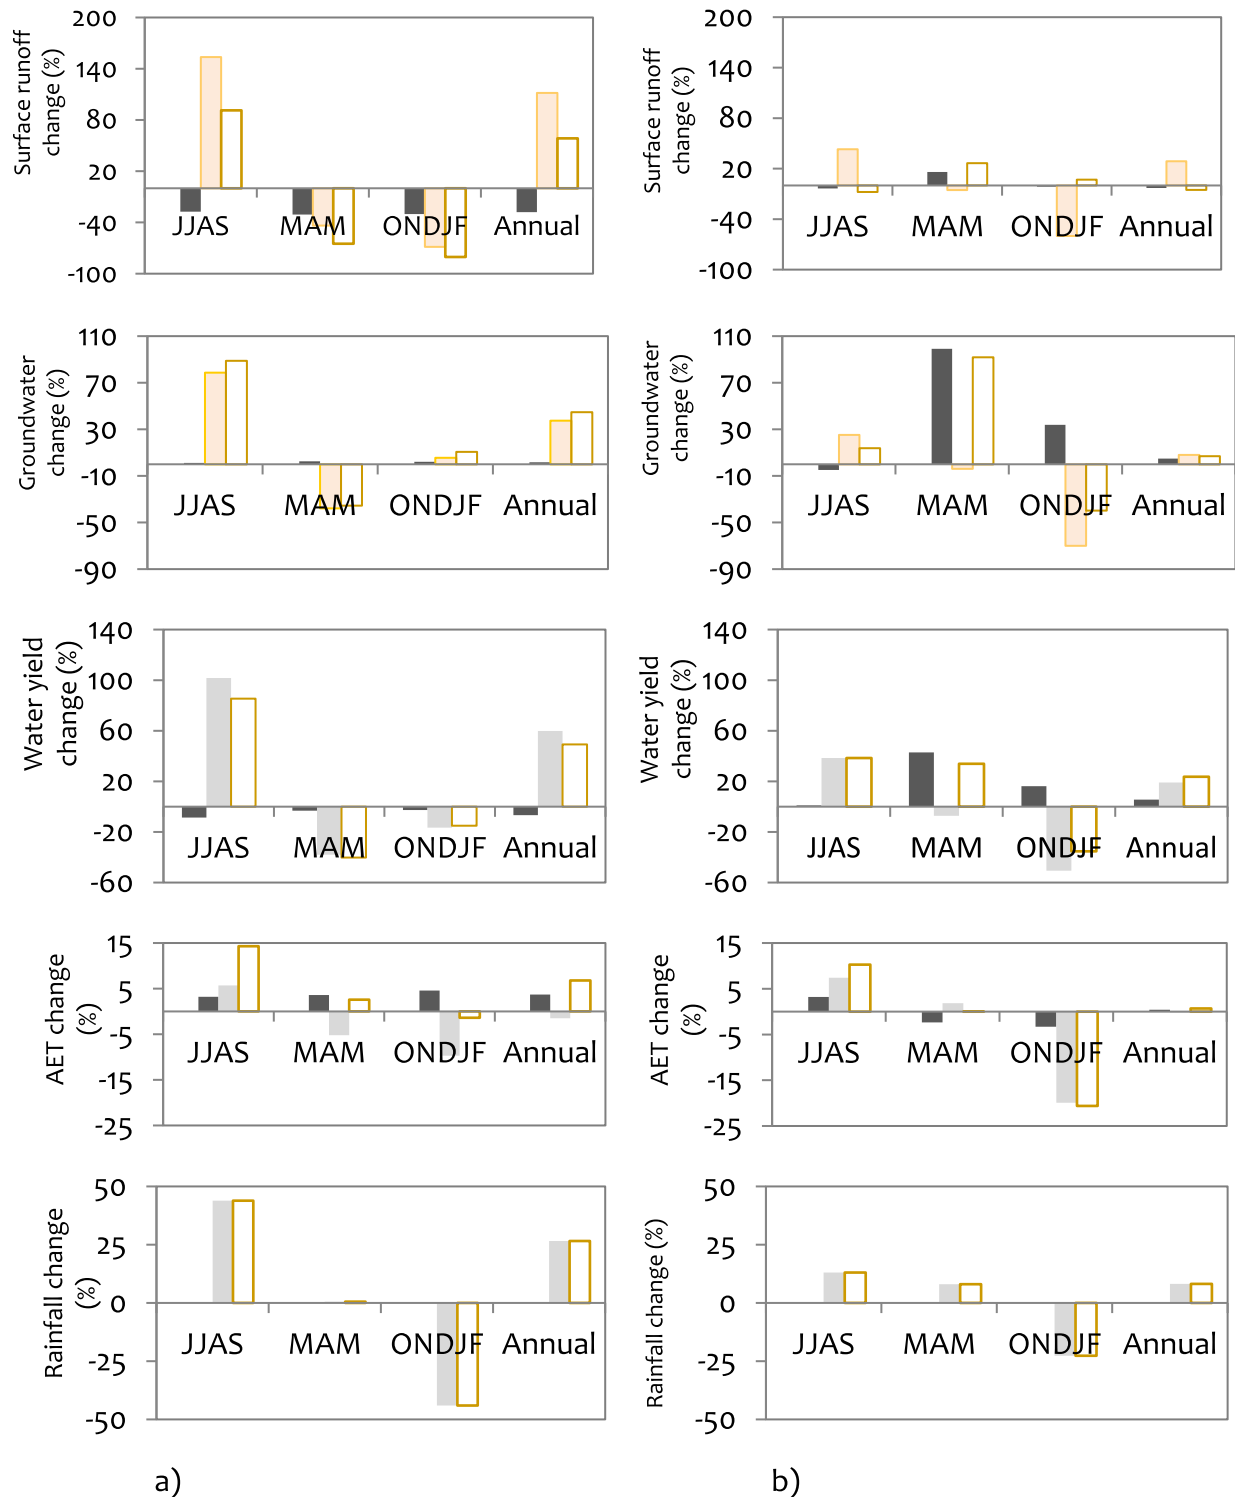 Surface runoff
change (%)
200
140
80
20
-40
-100
JJAS MAM ONDJF Annual
Surface runoff
change (%)
200
140
80
20
-40
-100
JJAS MAM ONDJF Annual
Groundwater
change (%)
110
70
30
-10
-50
-90
JJAS MAM ONDJF Annual
Groundwater
change (%)
110
70
30
-10
-50
-90
JJAS MAM ONDJF Annual
Water yield
change (%)
140
100
60
20
-20
-60
JJAS MAM ONDJF Annual
Water yield
change (%)
140
100
60
20
-20
-60
JJAS MAM ONDJF Annual
AET change
(%)
15
5
-5
-15
-25
JJAS MAM ONDJF Annual
AET change
(%)
15
5
-5
-15
-25
JJAS MAM ONDJF Annual
Rainfall change
(%)
50
25
0
-25
-50
JJAS MAM ONDJF Annual
Rainfall change (%)
50
25
0
-25
-50
JJAS MAM ONDJF Annual
a)
b)